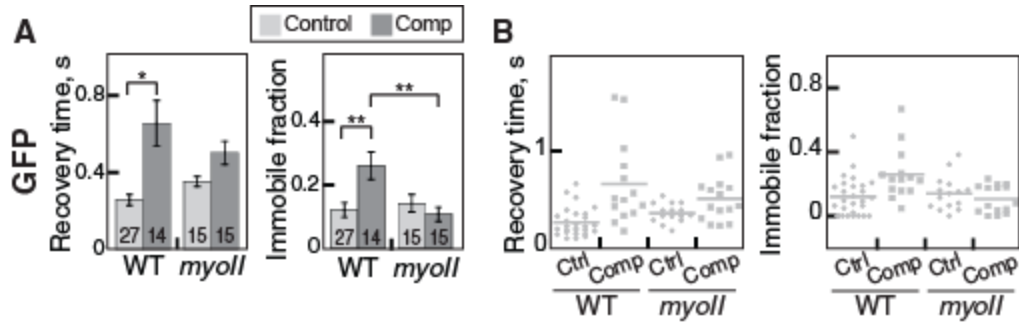 A
Control
Comp
B
GFP
Recovery time, s
0.8
0.4
0
*
27
14
15
15
WT
myoII
Immobile fraction
0.4
0.2
0
**
**
27
14
15
15
WT
myoII
Recovery time, s
1
0
Ctrl
Comp
Ctrl
Comp
WT
myoII
Immobile fraction
0.8
0.4
0
Ctrl
Comp
Ctrl
Comp
WT
myoII